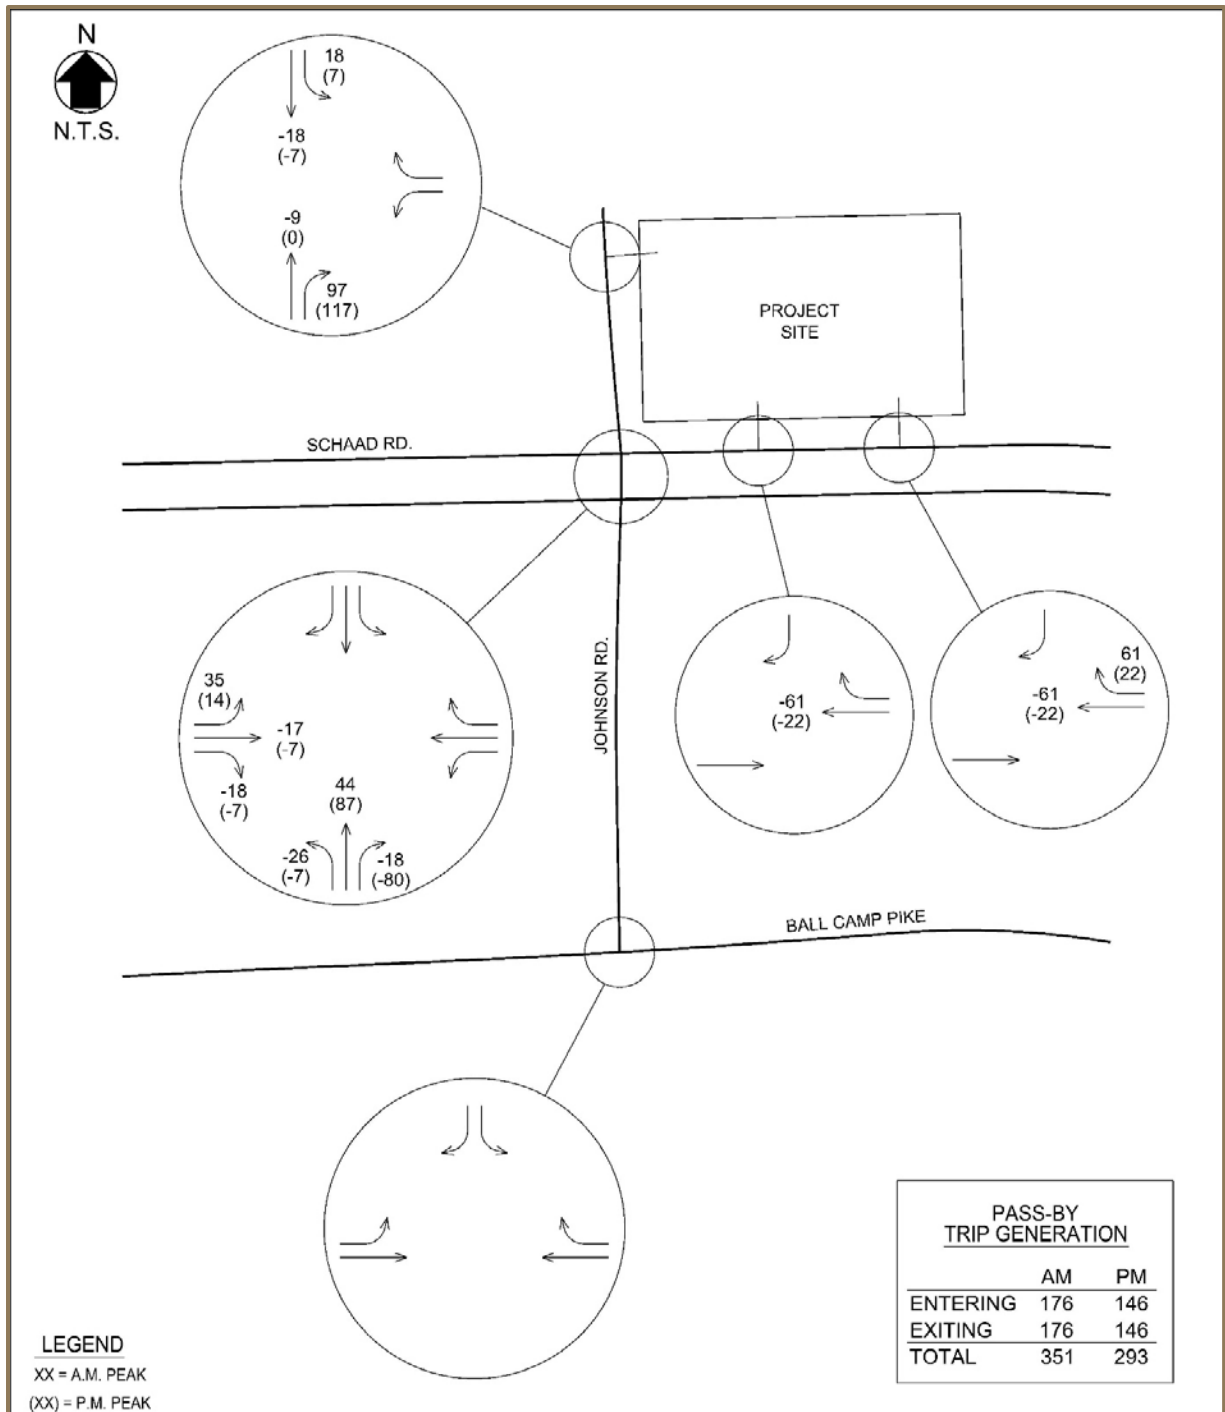 N
N.T.S.
18
(7)
-18
(-7)
-9
(0)
97
(117)
PROJECT
SITE
SCHAAD RD.
35
(14)
-17
(-7)
-18
(-7)
44
(87)
-26
(-7)
-18
(-80)
JOHNSON RD.
-61
(-22)
61
(22)
-61
(-22)
BALL CAMP PIKE
PASS-BY
TRIP GENERATION
AM PM
ENTERING 176 146
EXITING 176 146
TOTAL 351 293
LEGEND
XX = A.M. PEAK
(XX) = P.M. PEAK